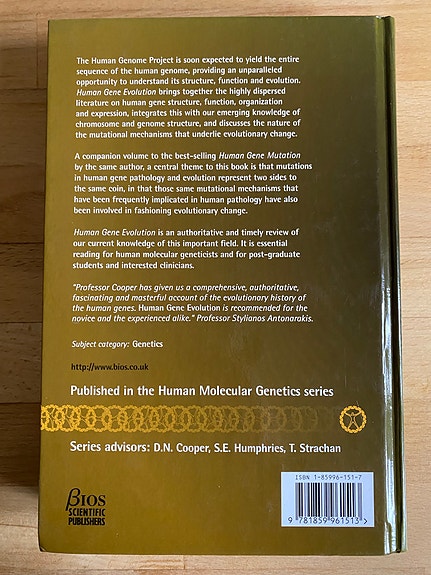 The Human Genome Project is soon expected to yield the entire
sequence of the human genome, providing an unparalleled
opportunity to understand its structure, function and evolution.
Human Gene Evolution brings together the highly dispersed
literature on human gene structure, function, organization
and expression, integrates this with our emerging knowledge of
chromosome and genome structure, and discusses the nature of
the mutational mechanisms that underlie evolutionary change.
A companion volume to the best-selling Human Gene Mutation
by the same author, a central theme to this book is that mutations
in human gene pathology and evolution represent two sides to
the same coin, in that those same mutational mechanisms that
have been frequently implicated in human pathology have also
been involved in fashioning evolutionary change.
Human Gene Evolution is an authoritative and timely review of
our current knowledge of this important field. It is essential
reading for human molecular geneticists and for post-graduate
students and interested clinicians.
"Professor Cooper has given us a comprehensive, authoritative,
fascinating and masterful account of the evolutionary history of
the human genes. Human Gene Evolution is recommended for the
novice and the experienced alike." Professor Stylianos Antonarakis.
Subject category: Genetics
http://www.bios.co.uk
Published in the Human Molecular Genetics series
Series advisors: D.N. Cooper, S.E. Humphries, T. Strachan
βIOS
SCIENTIFIC
PUBLISHERS
ISBN 1-85996-151-7
9 781859 961513 >